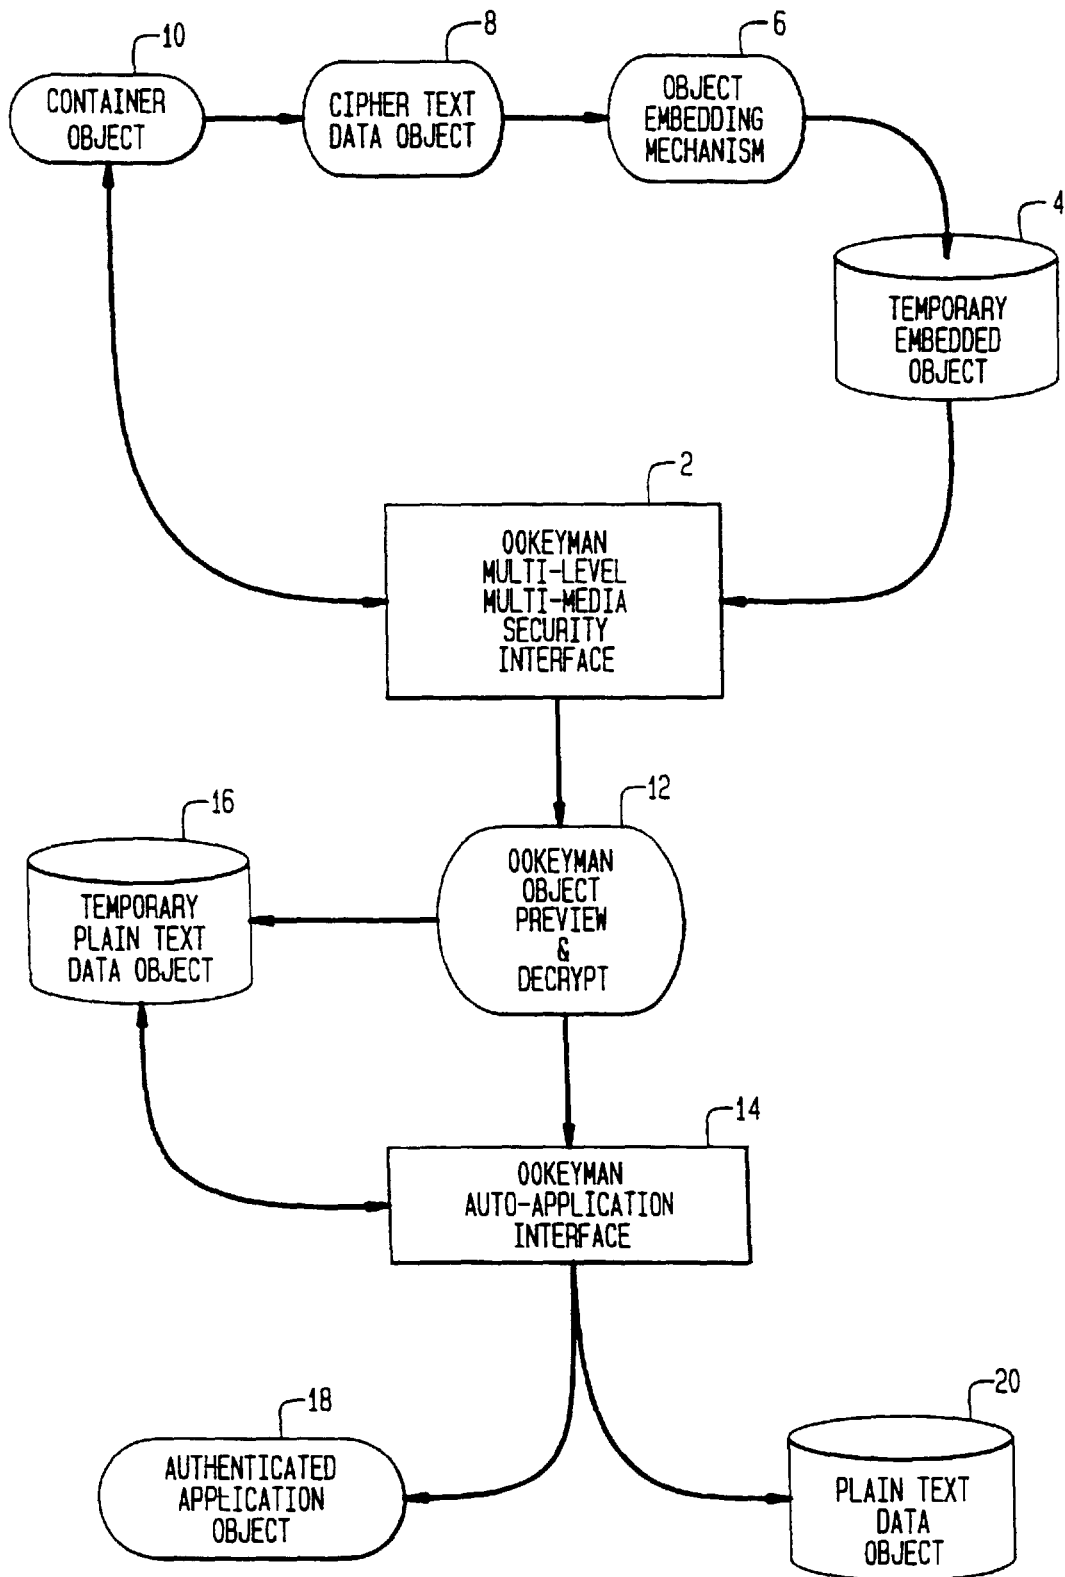 10
CONTAINER
OBJECT
8
CIPHER TEXT
DATA OBJECT
6
OBJECT
EMBEDDING
MECHANISM
4
TEMPORARY
EMBEDDED
OBJECT
2
OOKEYMAN
MULTI-LEVEL
MULTI-MEDIA
SECURITY
INTERFACE
12
OOKEYMAN
OBJECT
PREVIEW
&
DECRYPT
16
TEMPORARY
PLAIN TEXT
DATA OBJECT
14
OOKEYMAN
AUTO-APPLICATION
INTERFACE
18
AUTHENTICATED
APPLICATION
OBJECT
20
PLAIN TEXT
DATA
OBJECT